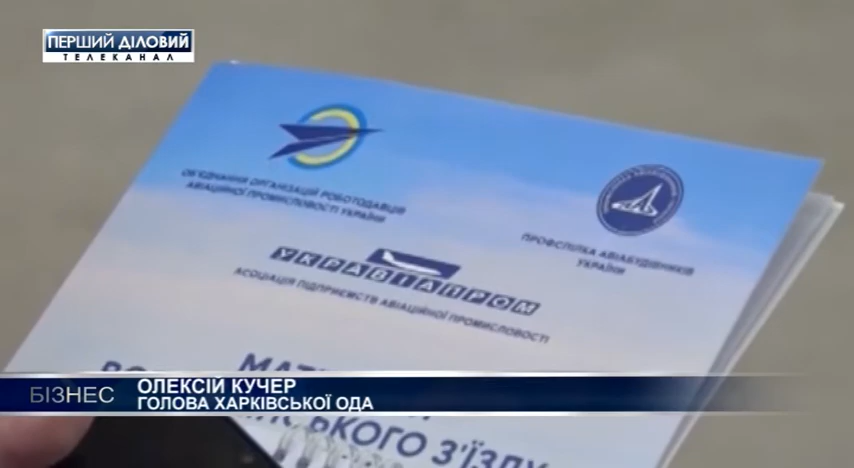 ПЕРШИЙ ДІЛОВИЙ
ТЕЛЕКАНАЛ
ОБ'ЄДНАННЯ ОРГАНІЗАЦІЙ РОБОТОДАВЦІВ
АВІАЦІЙНОЇ ПРОМИСЛОВОСТІ УКРАЇНИ
ПРОФСПІЛКА АВІАБУДІВНИКІВ
УКРАЇНИ
УКРАВІАПРОМ
АСОЦІАЦІЯ ПІДПРИЄМСТВ АВІАЦІЙНОЇ ПРОМИСЛОВОСТІ
З'ЇЗДУ
БІЗНЕС
ОЛЕКСІЙ КУЧЕР
ГОЛОВА ХАРКІВСЬКОЇ ОДА